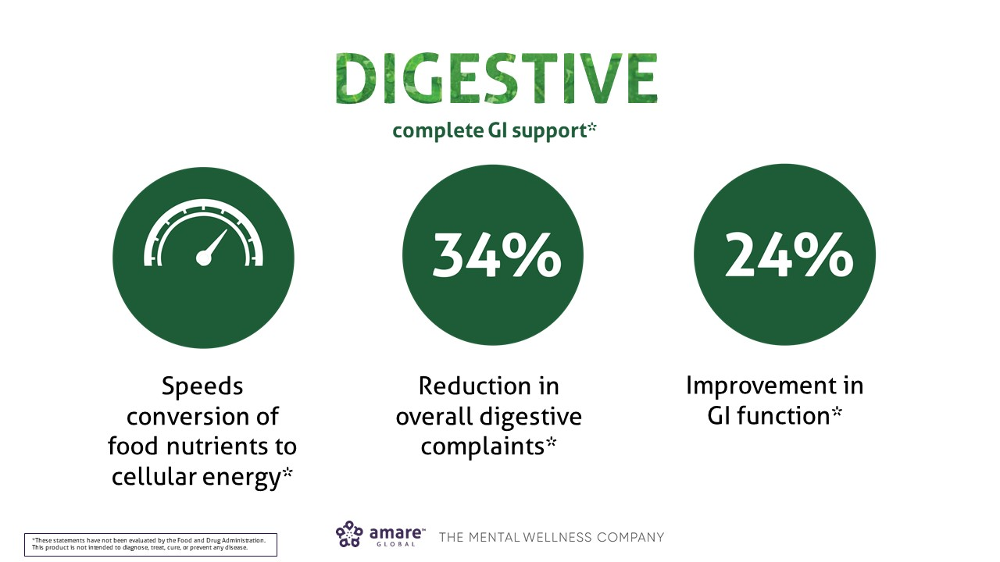 DIGESTIVE
complete GI support*
34%
24%
Speeds
conversion of
food nutrients to
cellular energy*
Reduction in
overall digestive
complaints*
Improvement in
GI function*
*These statements have not been evaluated by the Food and Drug Administration.
This product is not intended to diagnose, treat, cure, or prevent any disease.
amare™
GLOBAL
THE MENTAL WELLNESS COMPANY